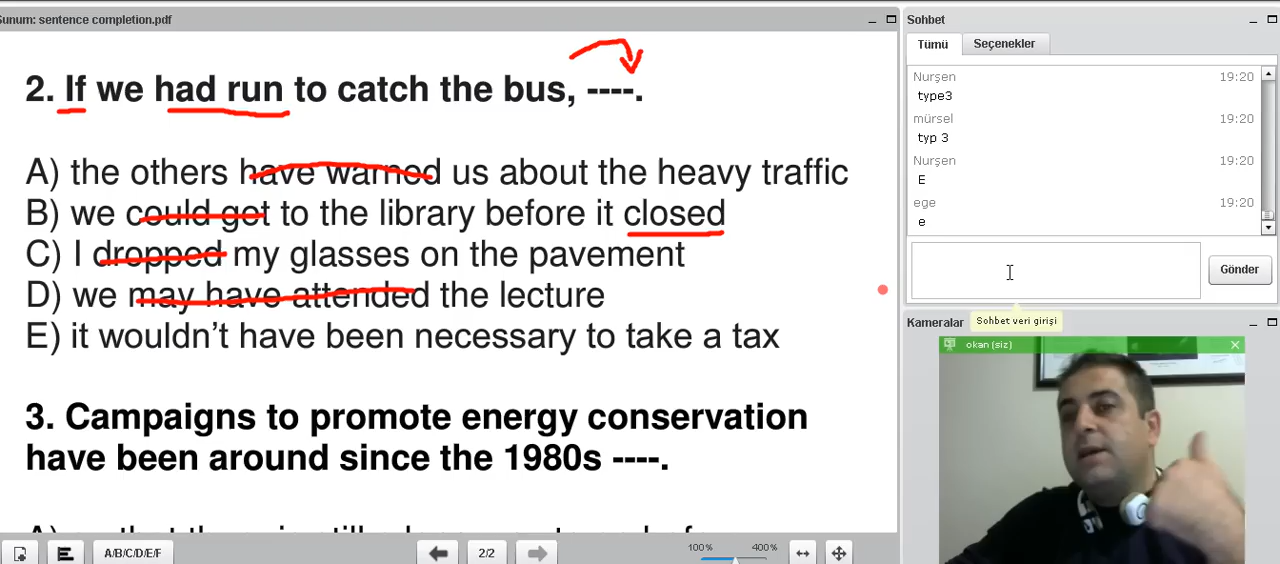 Sunum: sentence completion.pdf
2. If we had run to catch the bus, ----.
A) the others have warned us about the heavy traffic
B) we could get to the library before it closed
C) I dropped my glasses on the pavement
D) we may have attended the lecture
E) it wouldn't have been necessary to take a tax
3. Campaigns to promote energy conservation
have been around since the 1980s ----.
A/B/C/D/E/F
2/2
100%
400%
Sohbet
Tümü
Seçenekler
Nurşen 19:20
type3
mürsel 19:20
typ 3
Nurşen 19:20
E
ege 19:20
e
Gönder
Sohbet veri girişi
Kameralar
okan (siz)